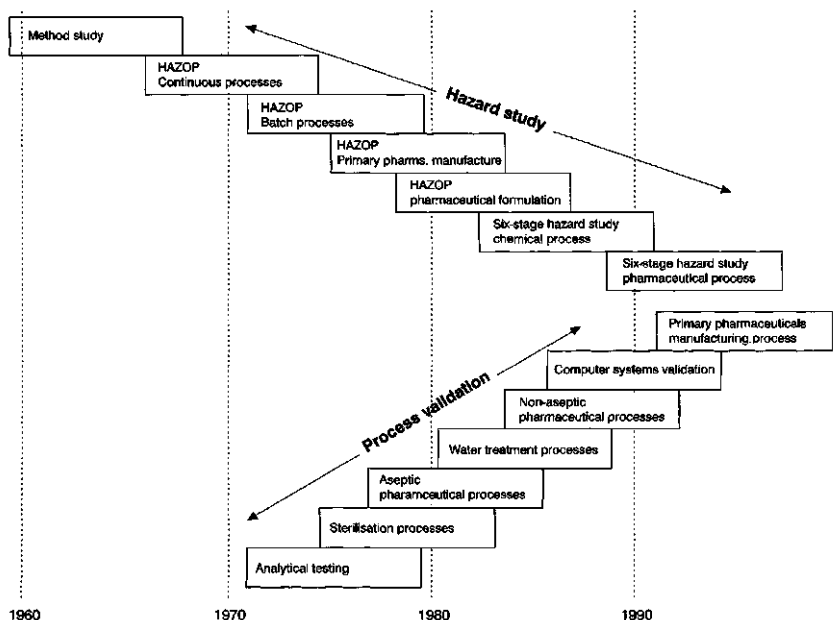 Method study
HAZOP
Continuous processes
HAZOP
Batch processes
Hazard study
HAZOP
Primary pharms. manufacture
HAZOP
pharmaceutical formulation
Six-stage hazard study
chemical process
Six-stage hazard study
pharmaceutical process
Primary pharmaceuticals
manufacturing process
Computer systems validation
Process validation
Non-aseptic
pharmaceutical processes
Water treatment processes
Aseptic
pharamceutical processes
Sterilisation processes
Analytical testing
1960
1970
1980
1990